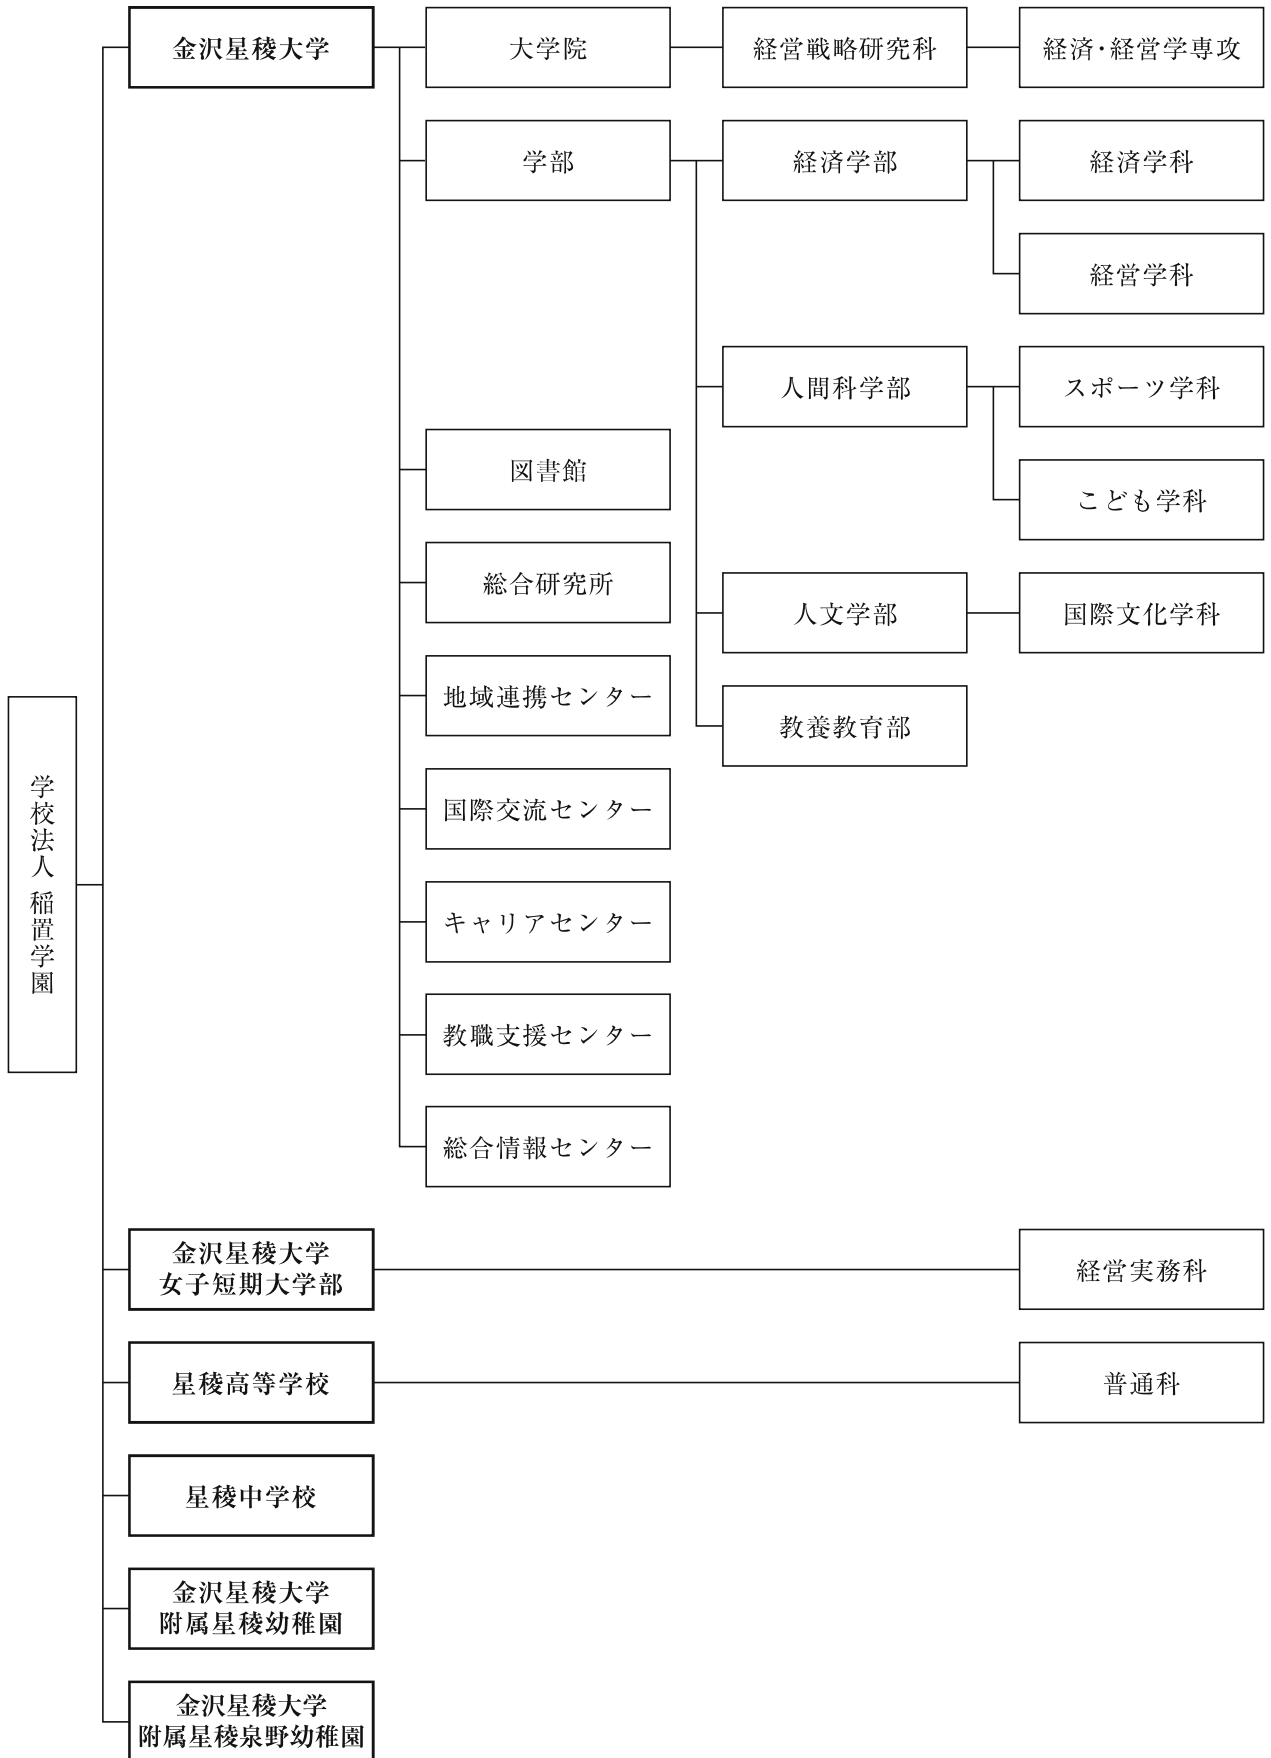 学校法人 稲置学園
金沢星稜大学
大学院
経営戦略研究科
経済・経営学専攻
学部
経済学部
経済学科
経営学科
人間科学部
スポーツ学科
こども学科
人文学部
国際文化学科
教養教育部
図書館
総合研究所
地域連携センター
国際交流センター
キャリアセンター
教職支援センター
総合情報センター
金沢星稜大学
女子短期大学部
経営実務科
星稜高等学校
普通科
星稜中学校
金沢星稜大学
附属星稜幼稚園
金沢星稜大学
附属星稜泉野幼稚園